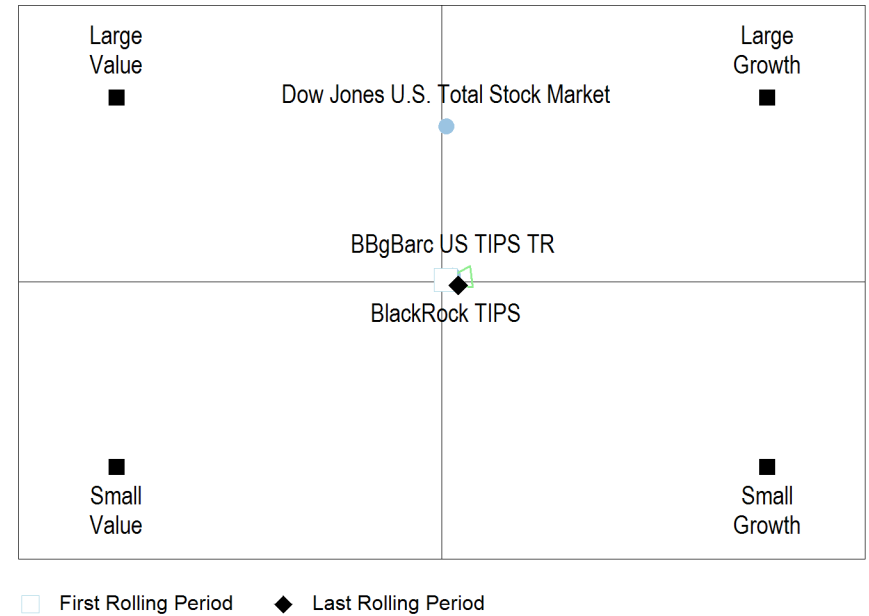 Large
Value
Large
Growth
Dow Jones U.S. Total Stock Market
BBgBarc US TIPS TR
BlackRock TIPS
Small
Value
Small
Growth
First Rolling Period
Last Rolling Period